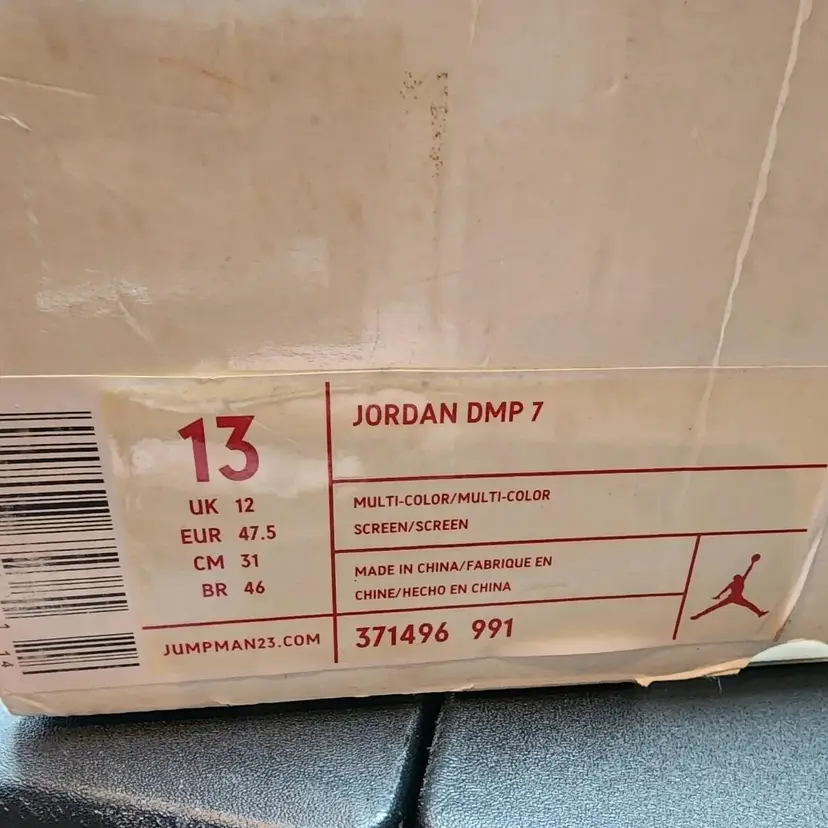 13
UK 12
EUR 47.5
CM 31
BR 46
JUMPMAN23.COM
JORDAN DMP 7
MULTI-COLOR/MULTI-COLOR
SCREEN/SCREEN
MADE IN CHINA/FABRIQUE EN
CHINE/HECHO EN CHINA
371496 991